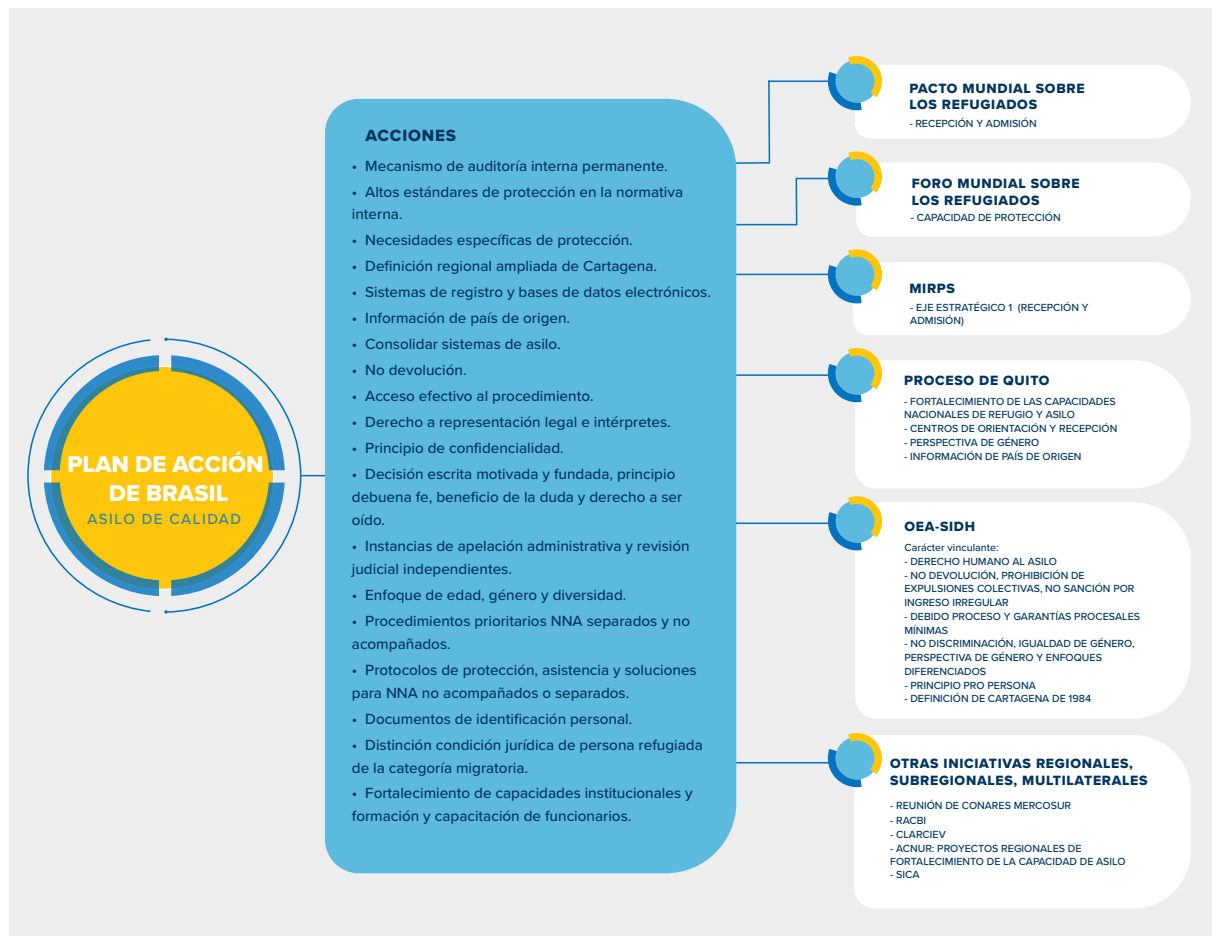 PLAN DE ACCIÓN
DE BRASIL
ASILO DE CALIDAD
ACCIONES
• Mecanismo de auditoría interna permanente.
• Altos estándares de protección en la normativa
interna.
• Necesidades específicas de protección.
• Definición regional ampliada de Cartagena.
• Sistemas de registro y bases de datos electrónicos.
• Información de país de origen.
• Consolidar sistemas de asilo.
• No devolución.
• Acceso efectivo al procedimiento.
• Derecho a representación legal e intérpretes.
• Principio de confidencialidad.
• Decisión escrita motivada y fundada, principio
debuena fe, beneficio de la duda y derecho a ser
oído.
• Instancias de apelación administrativa y revisión
judicial independientes.
• Enfoque de edad, género y diversidad.
• Procedimientos prioritarios NNA separados y no
acompañados.
• Protocolos de protección, asistencia y soluciones
para NNA no acompañados o separados.
• Documentos de identificación personal.
• Distinción condición jurídica de persona refugiada
de la categoría migratoria.
• Fortalecimiento de capacidades institucionales y
formación y capacitación de funcionarios.
PACTO MUNDIAL SOBRE
LOS REFUGIADOS
- RECEPCIÓN Y ADMISIÓN
FORO MUNDIAL SOBRE
LOS REFUGIADOS
- CAPACIDAD DE PROTECCIÓN
MIRPS
- EJE ESTRATÉGICO 1 (RECEPCIÓN Y
ADMISIÓN)
PROCESO DE QUITO
- FORTALECIMIENTO DE LAS CAPACIDADES
NACIONALES DE REFUGIO Y ASILO
- CENTROS DE ORIENTACIÓN Y RECEPCIÓN
- PERSPECTIVA DE GÉNERO
- INFORMACIÓN DE PAÍS DE ORIGEN
OEA-SIDH
Carácter vinculante:
- DERECHO HUMANO AL ASILO
- NO DEVOLUCIÓN, PROHIBICIÓN DE
EXPULSIONES COLECTIVAS, NO SANCIÓN POR
INGRESO IRREGULAR
- DEBIDO PROCESO Y GARANTÍAS PROCESALES
MÍNIMAS
- NO DISCRIMINACIÓN, IGUALDAD DE GÉNERO,
PERSPECTIVA DE GÉNERO Y ENFOQUES
DIFERENCIADOS
- PRINCIPIO PRO PERSONA
- DEFINICIÓN DE CARTAGENA DE 1984
OTRAS INICIATIVAS REGIONALES,
SUBREGIONALES, MULTILATERALES
- REUNIÓN DE CONARES MERCOSUR
- RACBI
- CLARCIEV
- ACNUR: PROYECTOS REGIONALES DE
FORTALECIMIENTO DE LA CAPACIDAD DE ASILO
- SICA